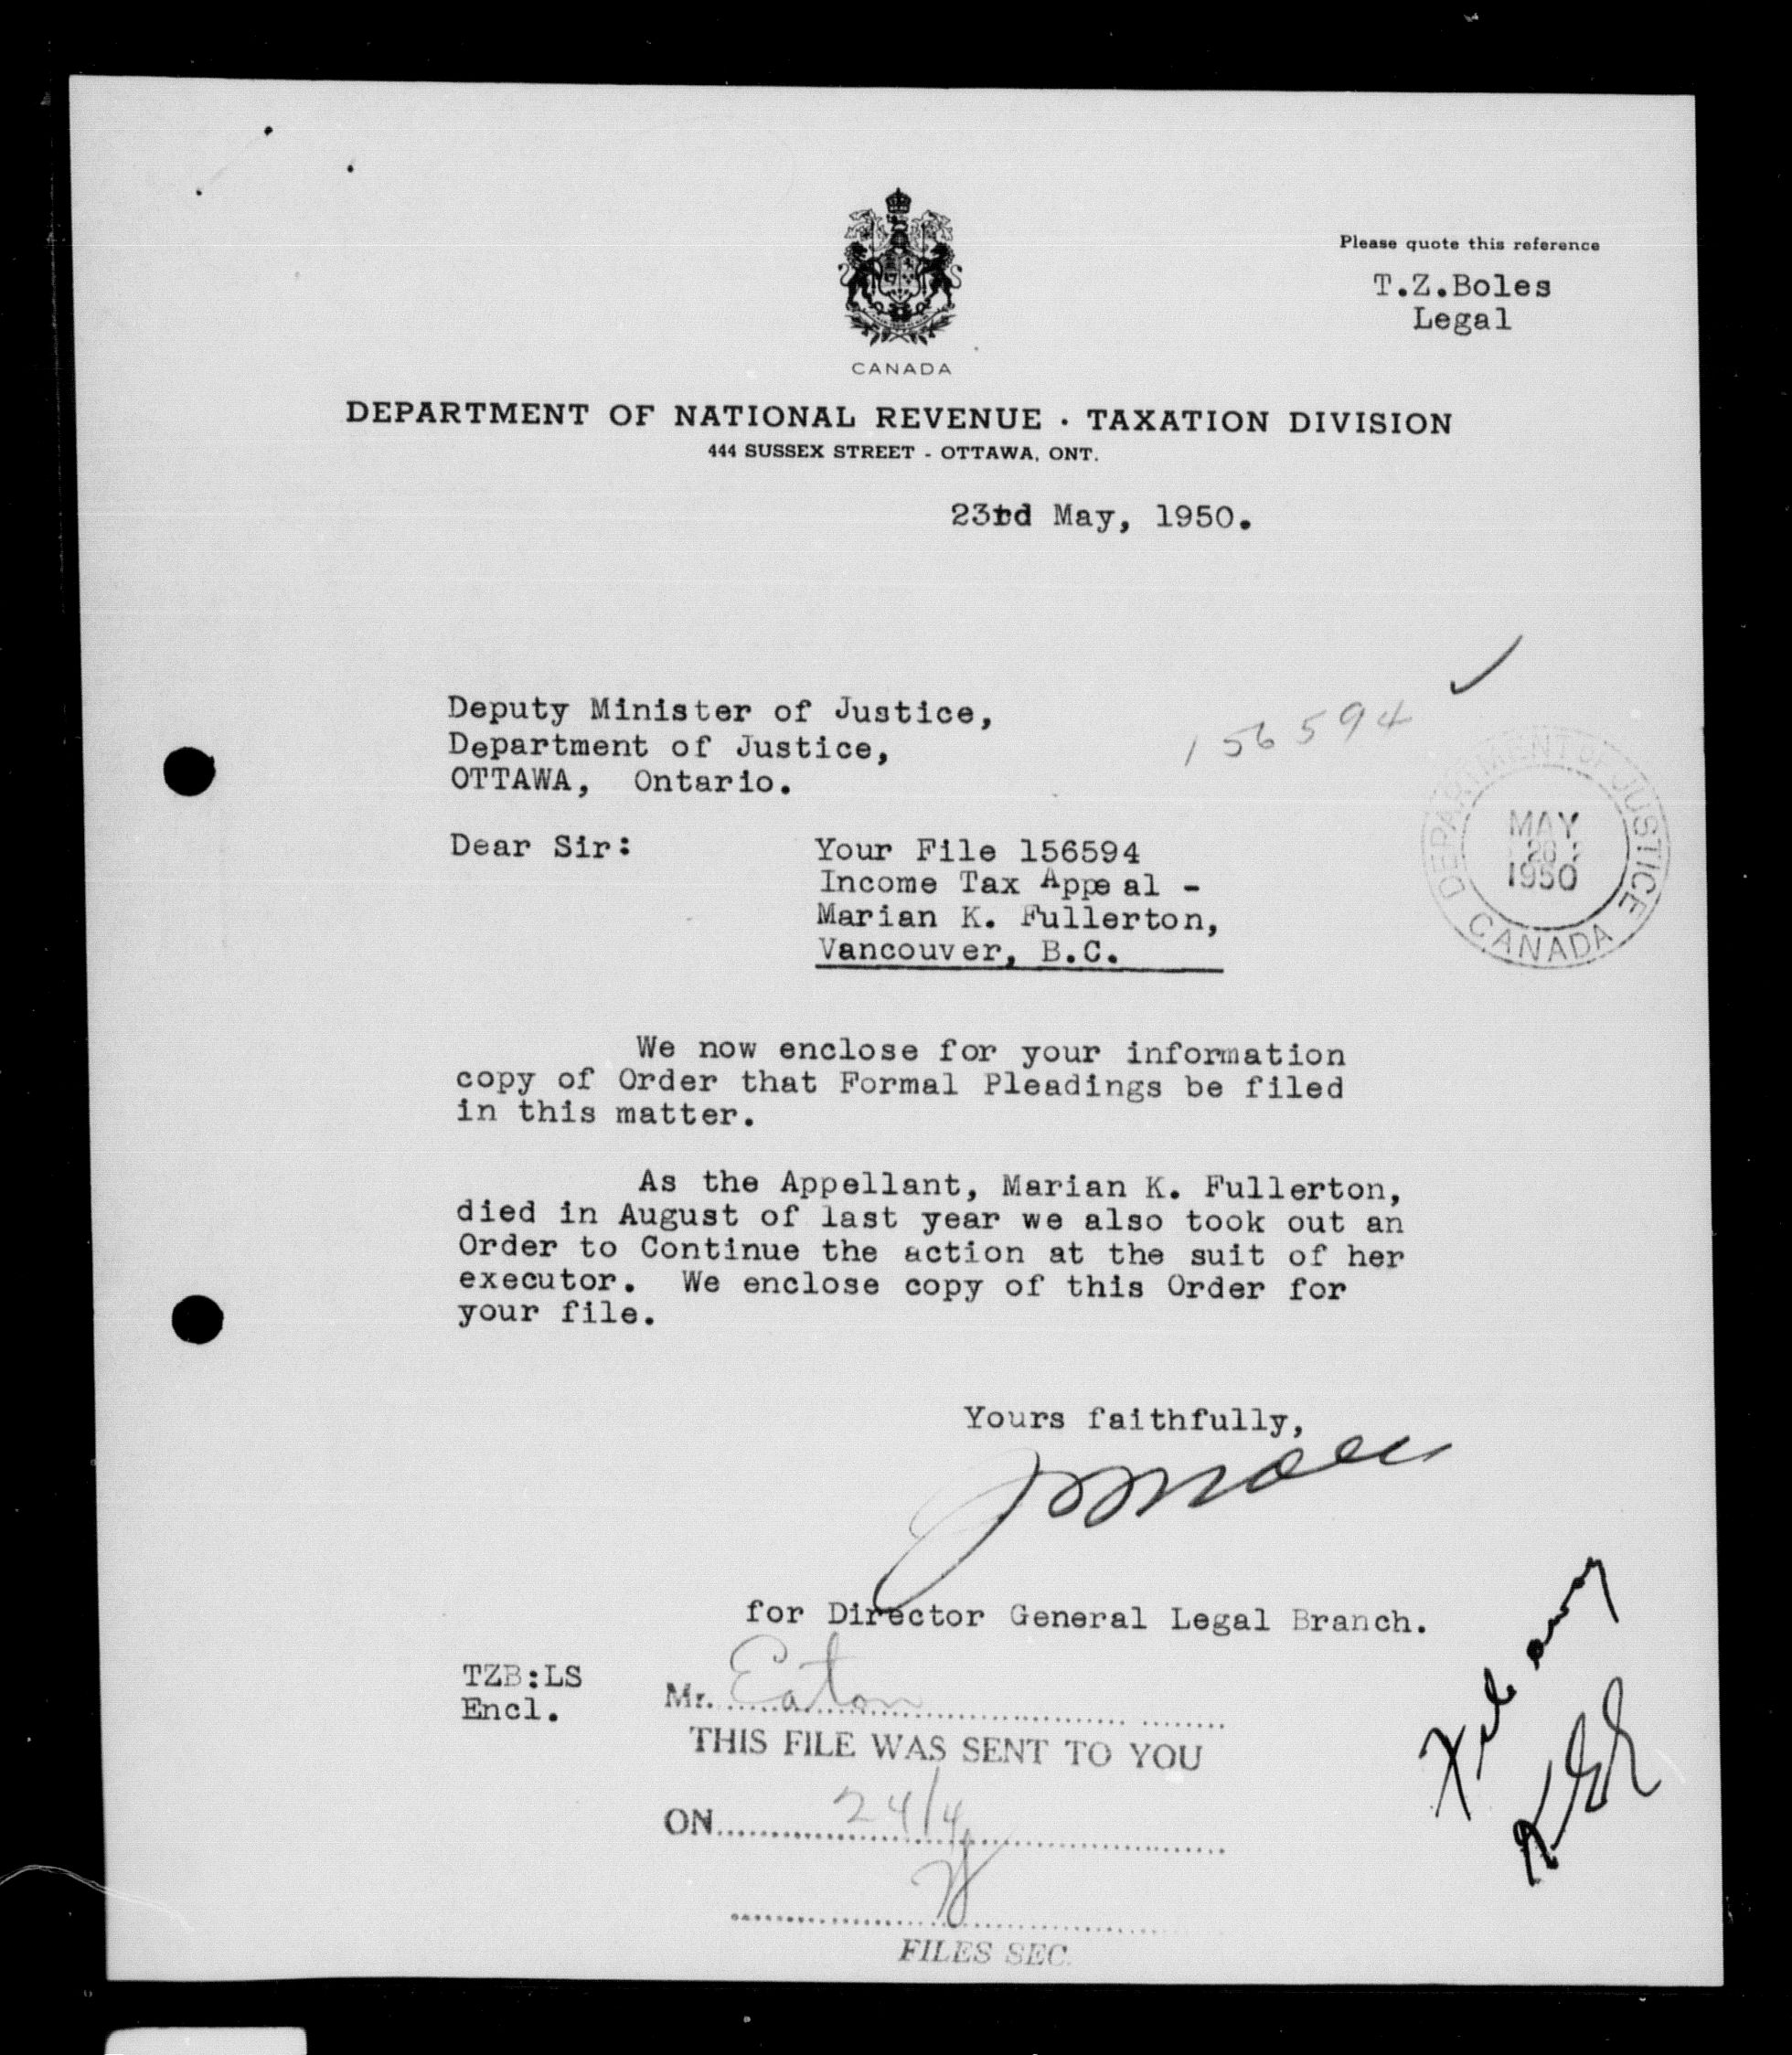 Please quote this reference
T.Z.Boles
Legal
CANADA
DEPARTMENT OF NATIONAL REVENUE · TAXATION DIVISION
444 SUSSEX STREET - OTTAWA, ONT.
23rd May, 1950.
156594
Deputy Minister of Justice,
Department of Justice,
OTTAWA, Ontario.
DEPARTMENT OF JUSTICE
MAY
1950
CANADA
Dear Sir:
Your File 156594
Income Tax Appeal -
Marian K. Fullerton,
Vancouver, B.C.
We now enclose for your information
copy of Order that Formal Pleadings be filed
in this matter.
As the Appellant, Marian K. Fullerton,
died in August of last year we also took out an
Order to Continue the action at the suit of her
executor. We enclose copy of this Order for
your file.
Yours faithfully,
for Director General Legal Branch.
TZB:LS
Encl.
Mr. Eaton
THIS FILE WAS SENT TO YOU
ON 24/4
FILES SEC.